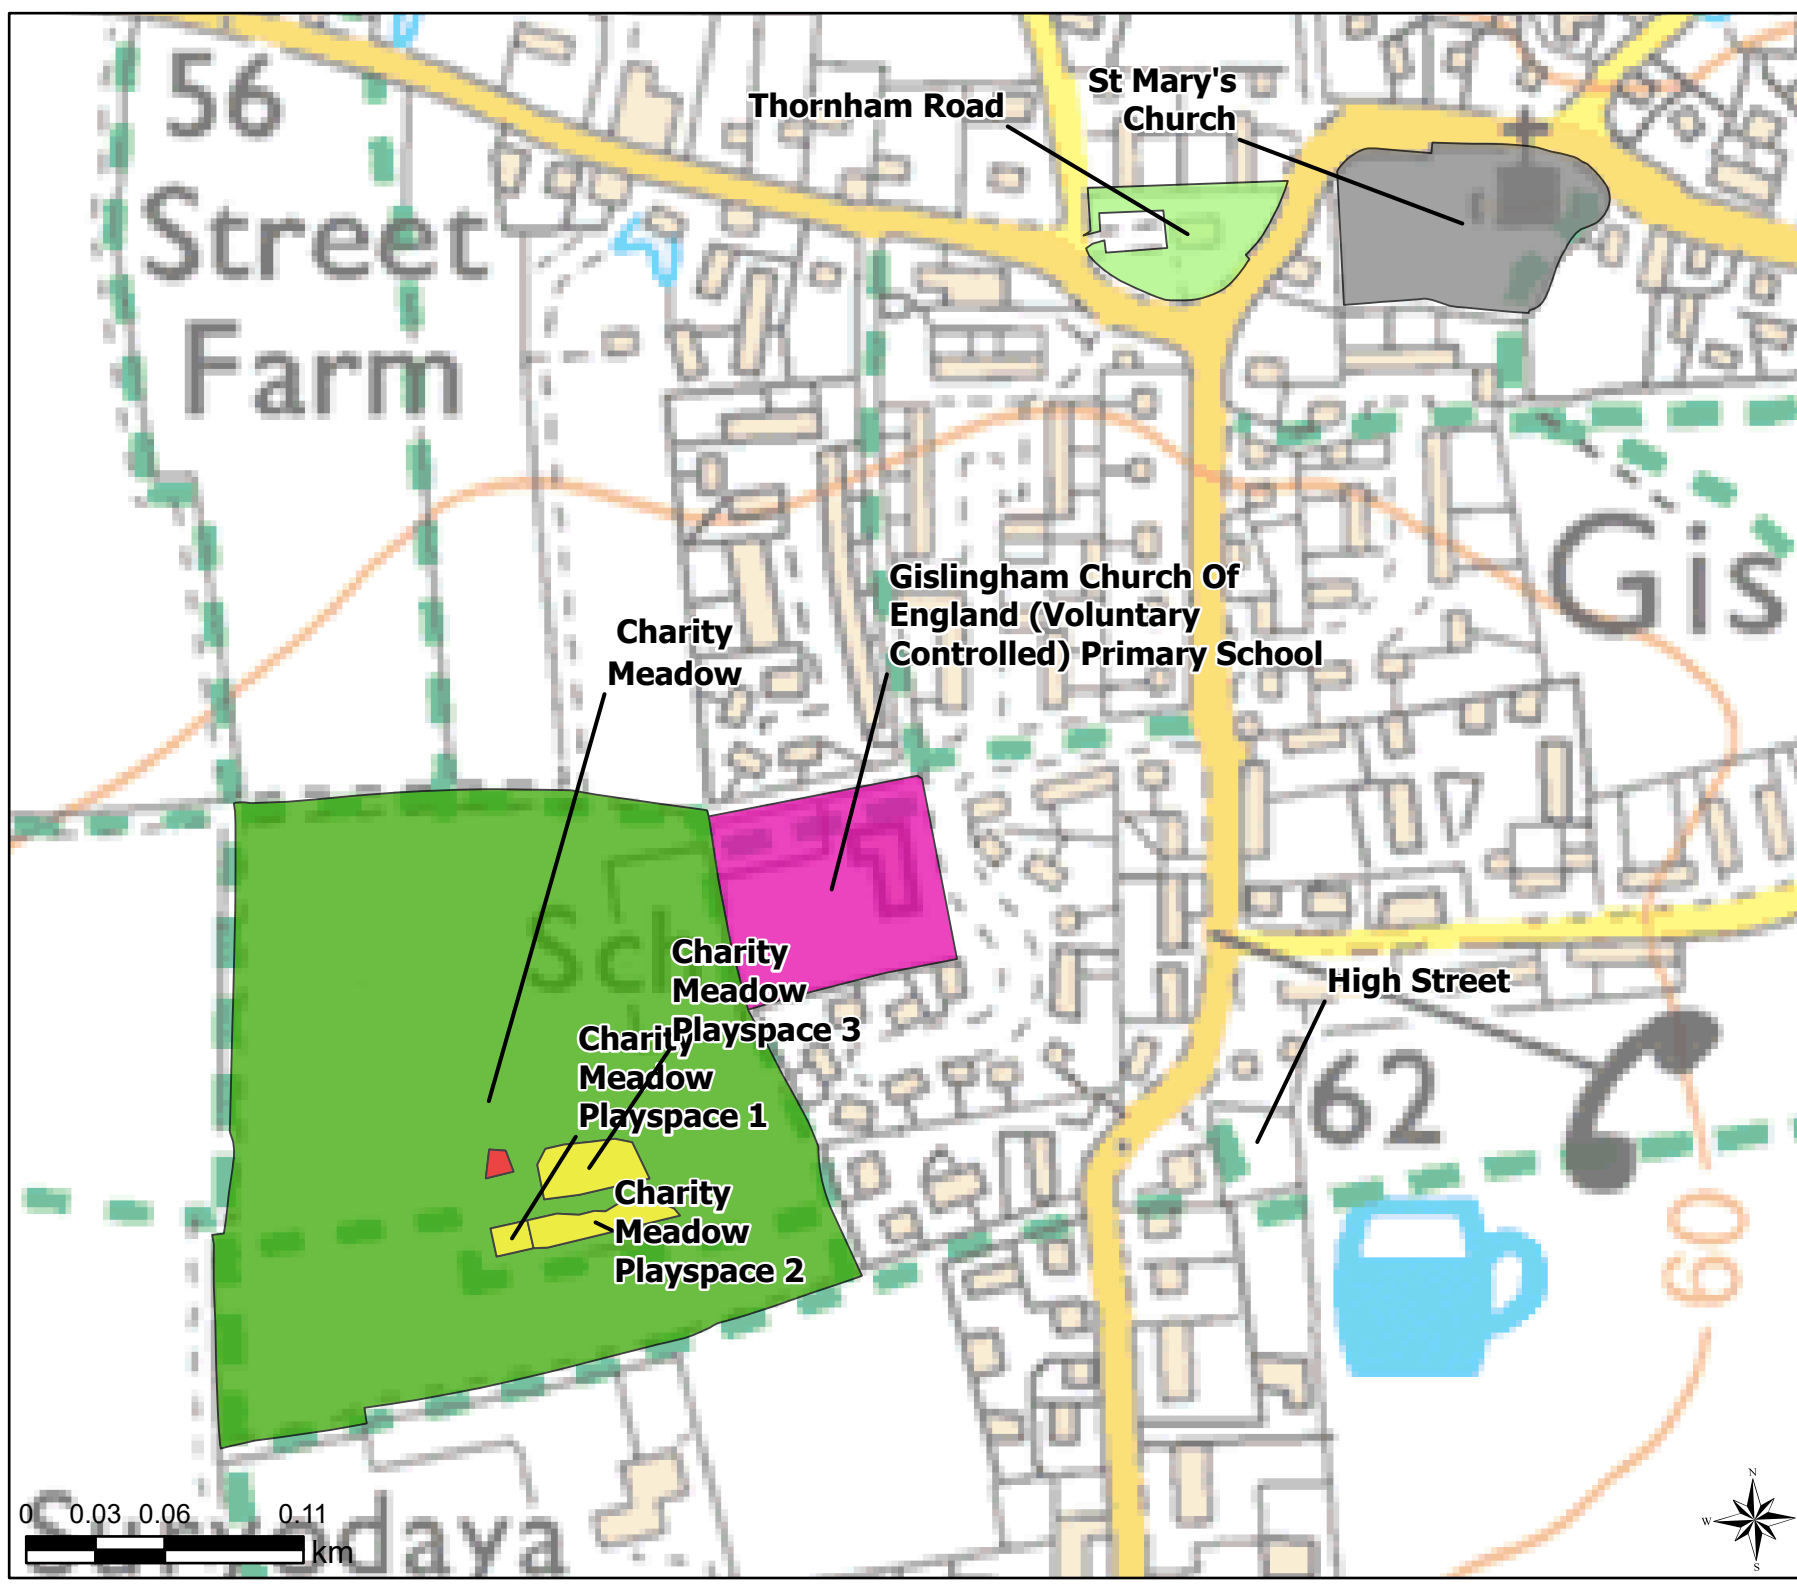 56
Street
Farm
Thornham Road
St Mary's
Church
Gislingham Church Of
England (Voluntary
Controlled) Primary School
Gis
Charity
Meadow
Sch
Charity
Meadow
Playspace 3
Charity
Meadow
Playspace 1
Charity
Meadow
Playspace 2
High Street
62
60
Suryodaya
0 0.03 0.06 0.11
km
N
W
S